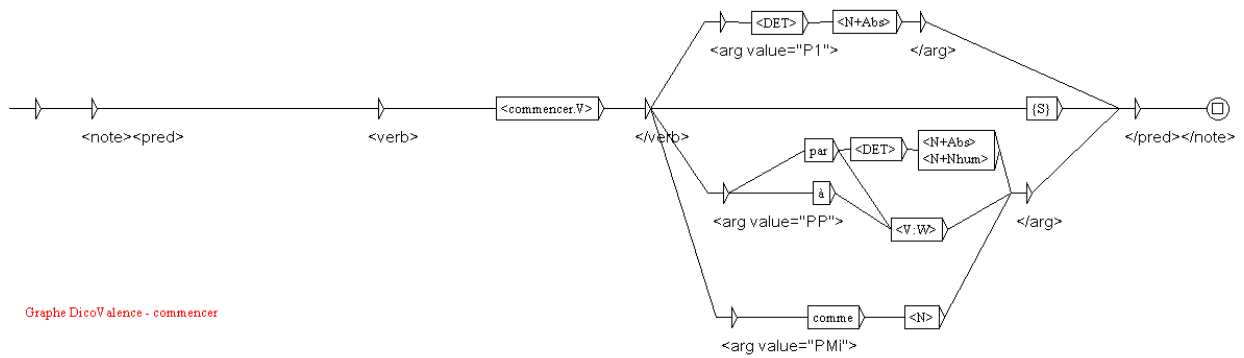 <DET>
<N+Abs>
<arg value="P1">
</arg>
<commencer.V>
{S}
<note><pred>
<verb>
</verb>
</pred></note>
par
<DET>
<N+Abs>
<N+Nhum>
à
<arg value="PP">
</arg>
<V:W>
Graphe DicoValence - commencer
comme
<N>
<arg value="PMi">